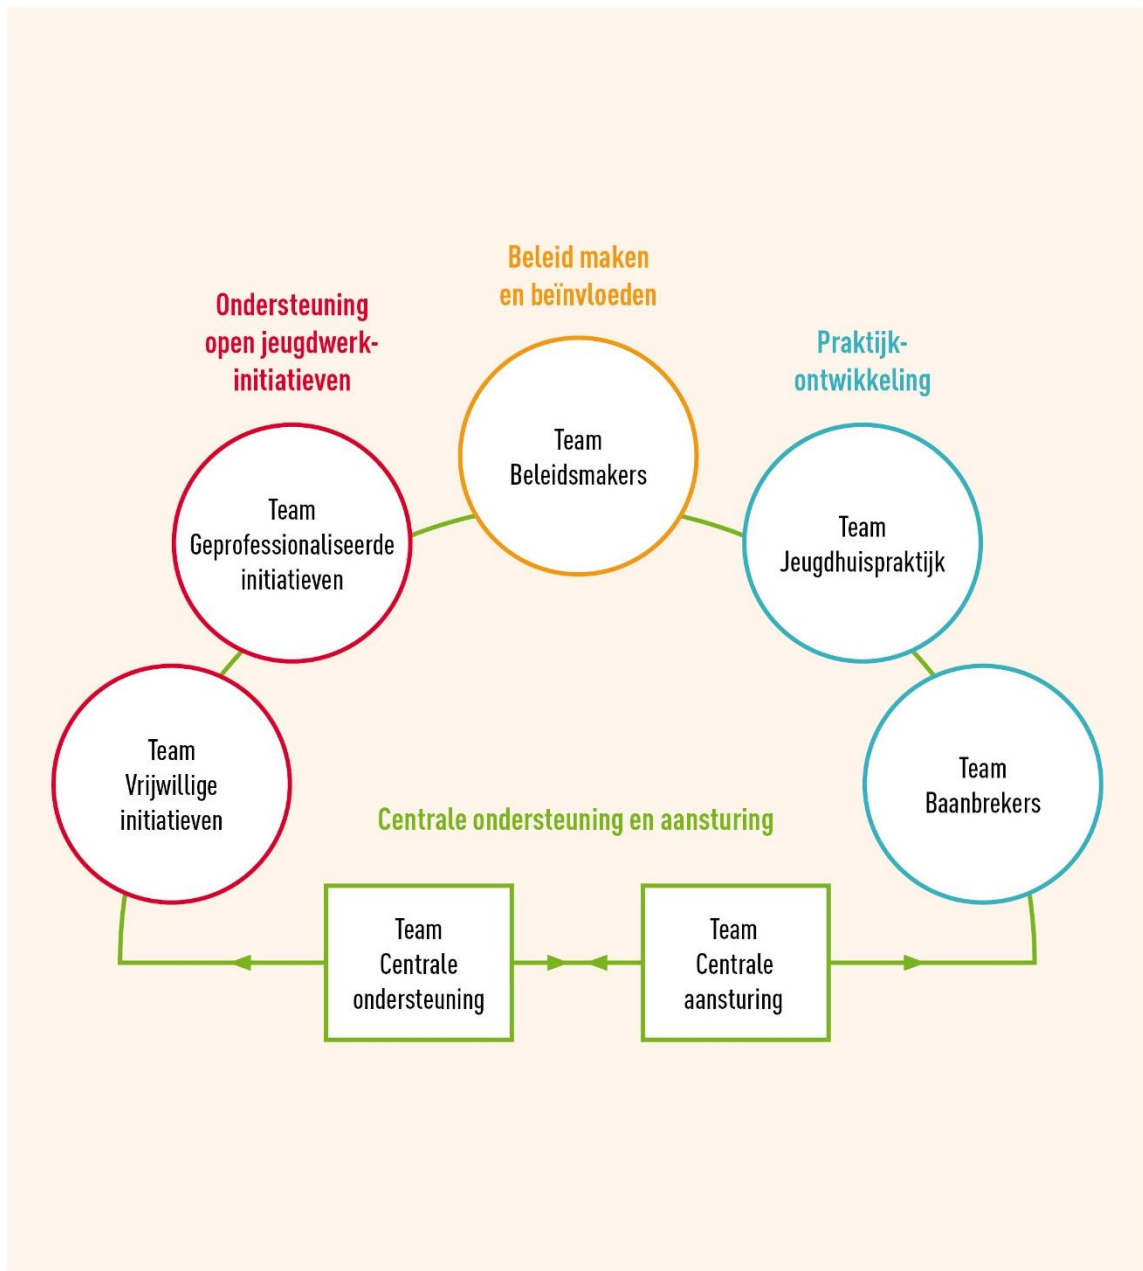 Beleid maken
en beïnvloeden
Ondersteuning
open jeugdwerk-
initiatieven
Praktijk-
ontwikkeling
Team
Beleidsmakers
Team
Geprofessionaliseerde
initiatieven
Team
Jeugdhuispraktijk
Team
Vrijwillige
initiatieven
Team
Baanbrekers
Centrale ondersteuning en aansturing
Team
Centrale
ondersteuning
Team
Centrale
aansturing